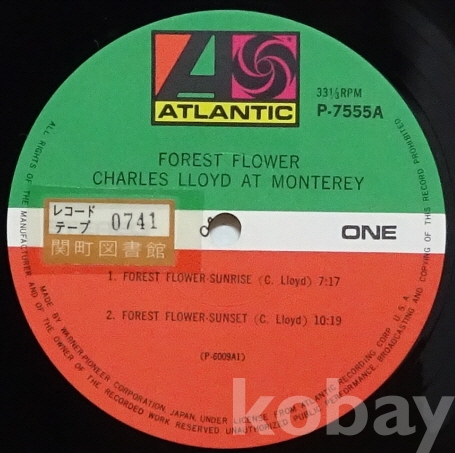 ATLANTIC
33⅓RPM
P-7555A
FOREST FLOWER
CHARLES LLOYD AT MONTEREY
レコード
テープ
0741
関町図書館
ONE
1. FOREST FLOWER-SUNRISE (C. Lloyd) 7:17
2. FOREST FLOWER-SUNSET (C. Lloyd) 10:19
(P-6009A1)
MADE BY WARNER-PIONEER CORPORATION, JAPAN, UNDER LICENSE FROM ATLANTIC RECORDING CORP., U.S.A.
ALL RIGHTS OF THE MANUFACTURER AND OF THE OWNER OF THE RECORDED WORK RESERVED UNAUTHORIZED PUBLIC PERFORMANCE, BROADCASTING AND COPYING OF THIS RECORD PROHIBITED
kobay